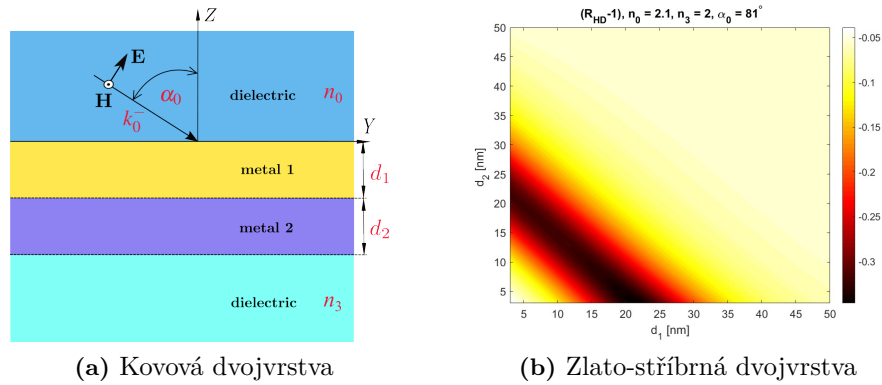 Z
E
H
α₀
k₀⁻
dielectric
n₀
Y
metal 1
d₁
metal 2
d₂
dielectric
n₃
(a) Kovová dvojvrstva
(R_HD-1), n₀ = 2.1, n₃ = 2, α₀ = 81°
d₂ [nm]
50
45
40
35
30
25
20
15
10
5
5 10 15 20 25 30 35 40 45 50
d₁ [nm]
-0.05
-0.1
-0.15
-0.2
-0.25
-0.3
(b) Zlato-stříbrná dvojvrstva